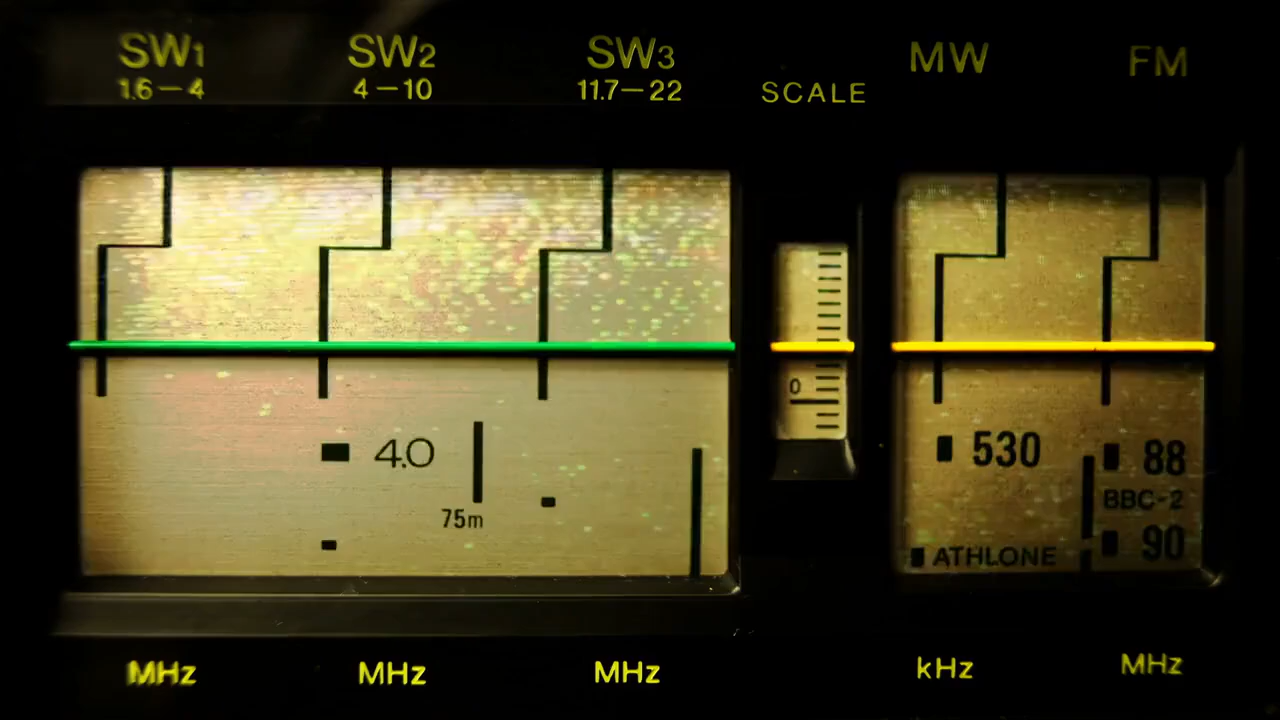 SW1 SW2 SW3 MW FM
1.6–4 4–10 11.7–22 SCALE
0
4.0 530 88
BBC-2
75m
ATHLONE 90
MHz MHz MHz kHz MHz